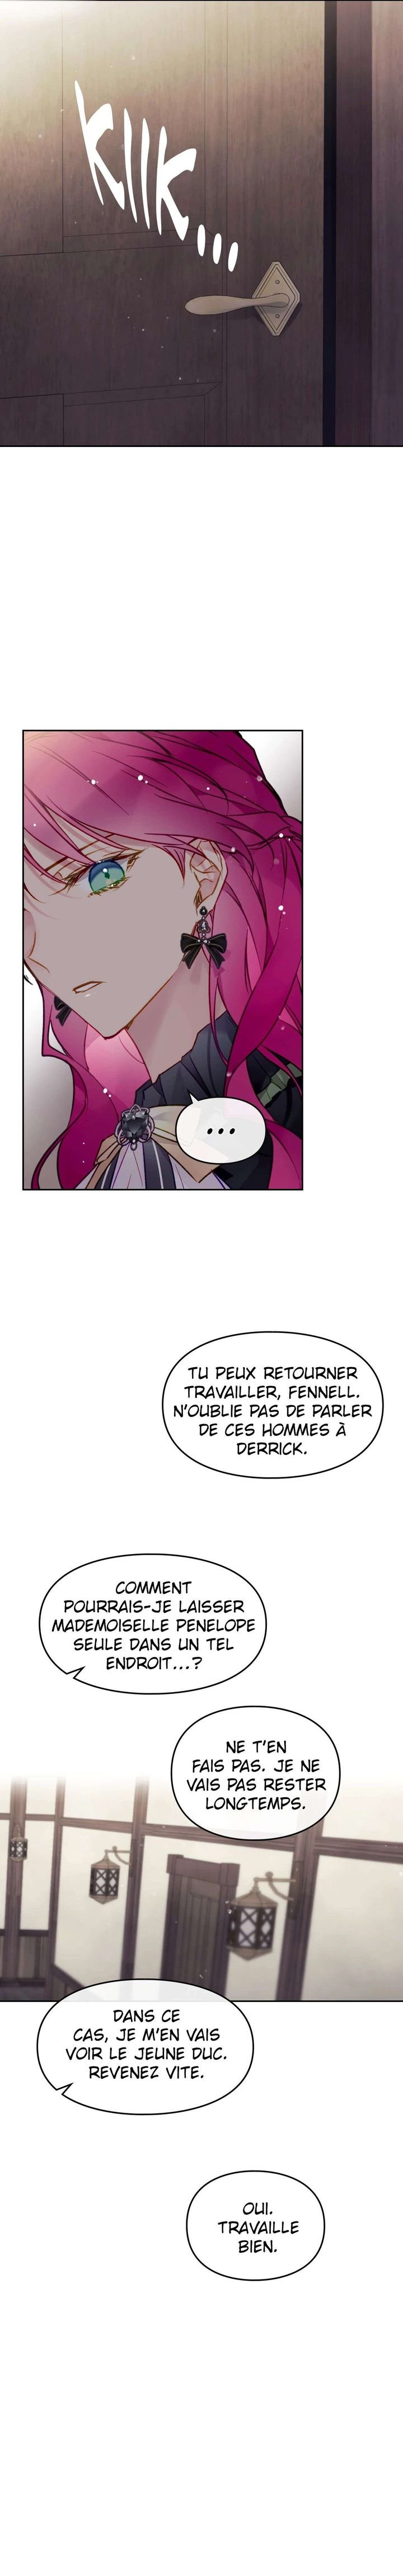 KLIK...
...
TU PEUX RETOURNER
TRAVAILLER, FENNELL.
N'OUBLIE PAS DE PARLER
DE CES HOMMES À
DERRICK.
COMMENT
POURRAIS-JE LAISSER
MADEMOISELLE PENELOPE
SEULE DANS UN TEL
ENDROIT...?
NE T'EN
FAIS PAS. JE NE
VAIS PAS RESTER
LONGTEMPS.
DANS CE
CAS, JE M'EN VAIS
VOIR LE JEUNE DUC.
REVENEZ VITE.
OUI.
TRAVAILLE
BIEN.